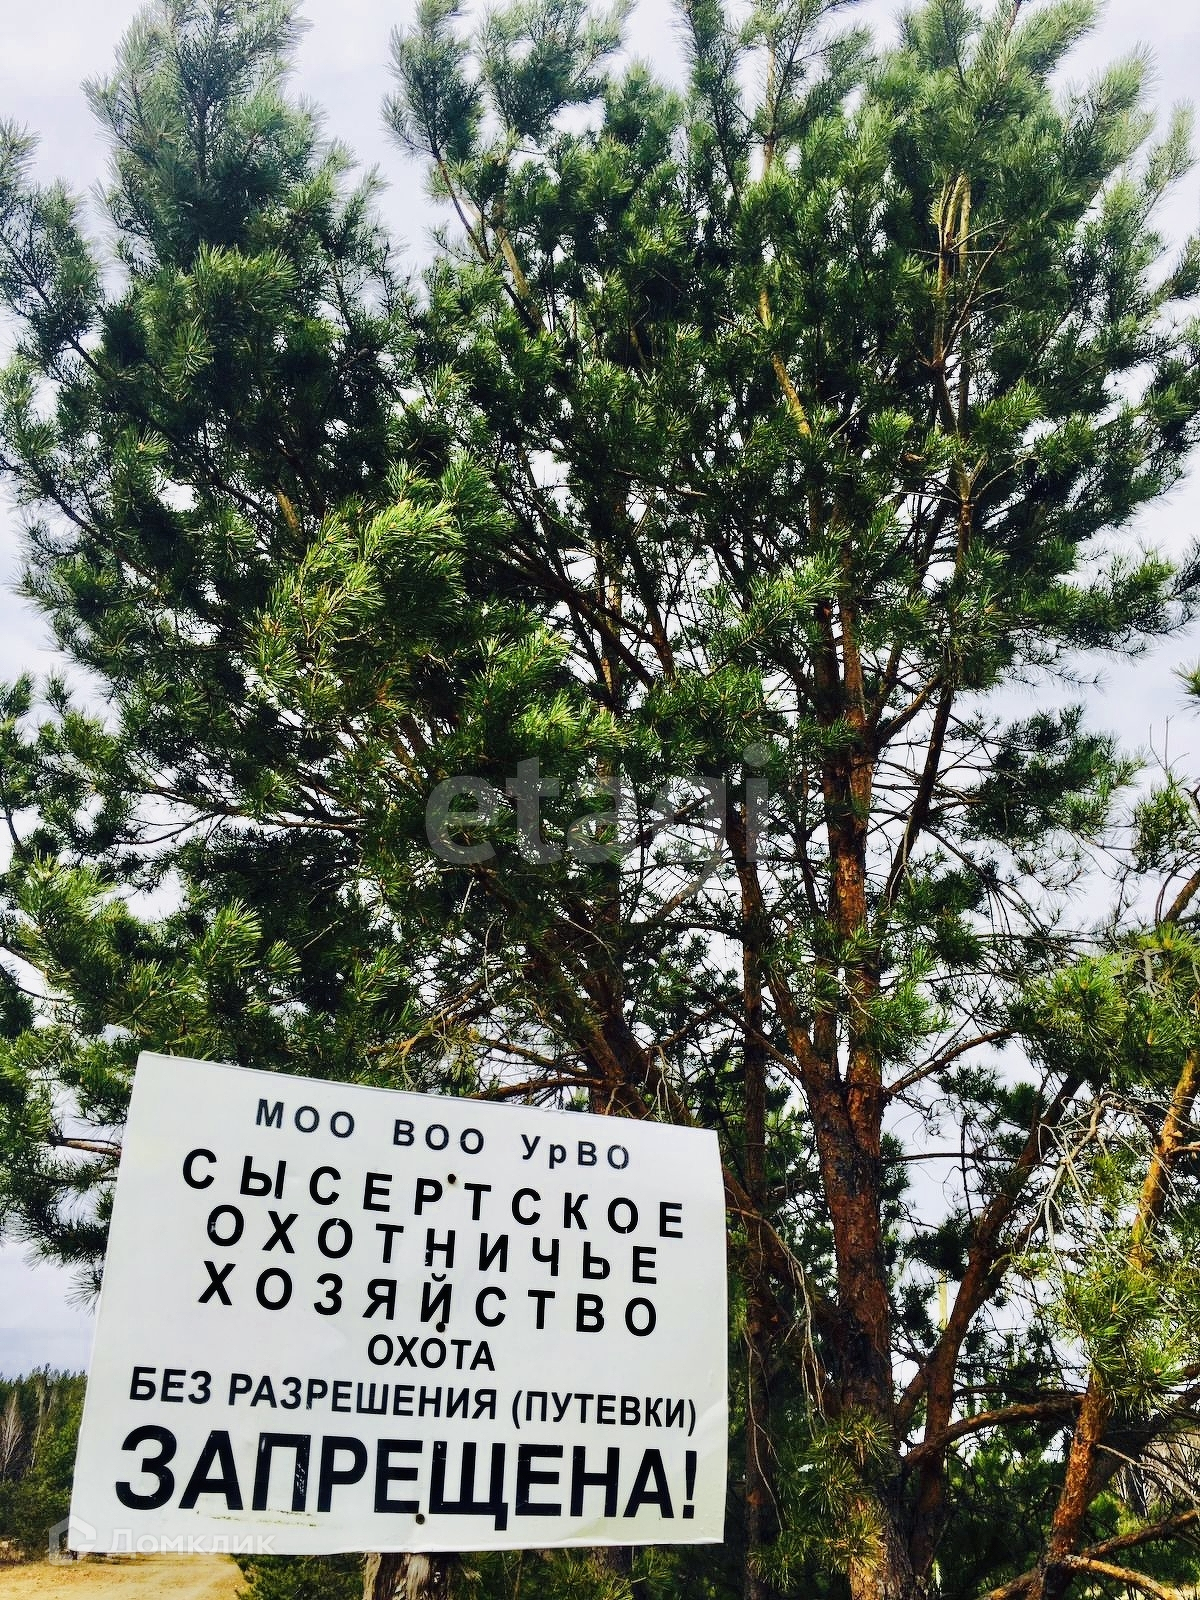 etagi
МОО ВОО УрВО
СЫСЕРТСКОЕ
ОХОТНИЧЬЕ
ХОЗЯЙСТВО
ОХОТА
БЕЗ РАЗРЕШЕНИЯ (ПУТЕВКИ)
ЗАПРЕЩЕНА!
Домклик